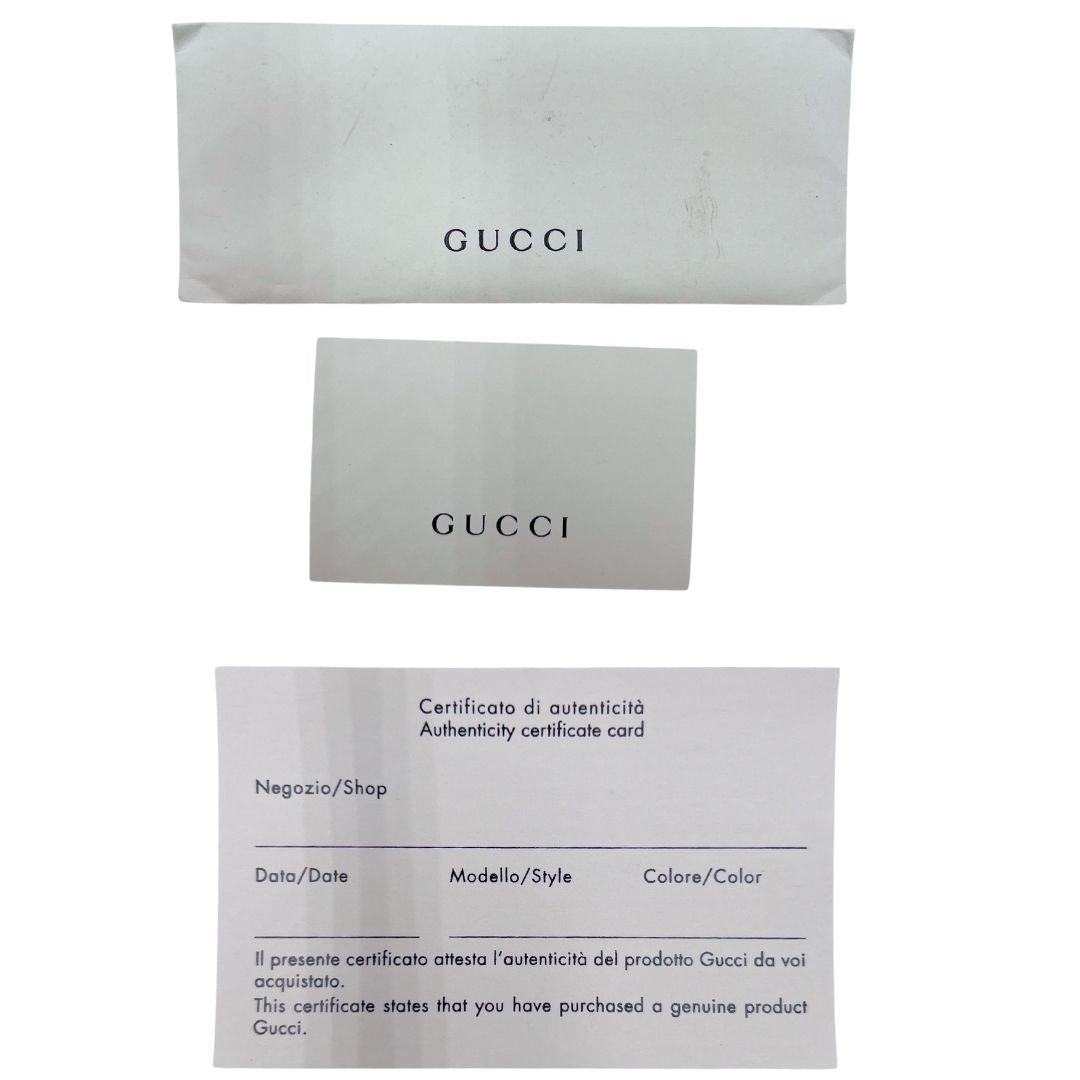 GUCCI
GUCCI
Certificato di autenticità
Authenticity certificate card
Negozio/Shop
Data/Date Modello/Style Colore/Color
Il presente certificato attesta l'autenticità del prodotto Gucci da voi
acquistato.
This certificate states that you have purchased a genuine product
Gucci.